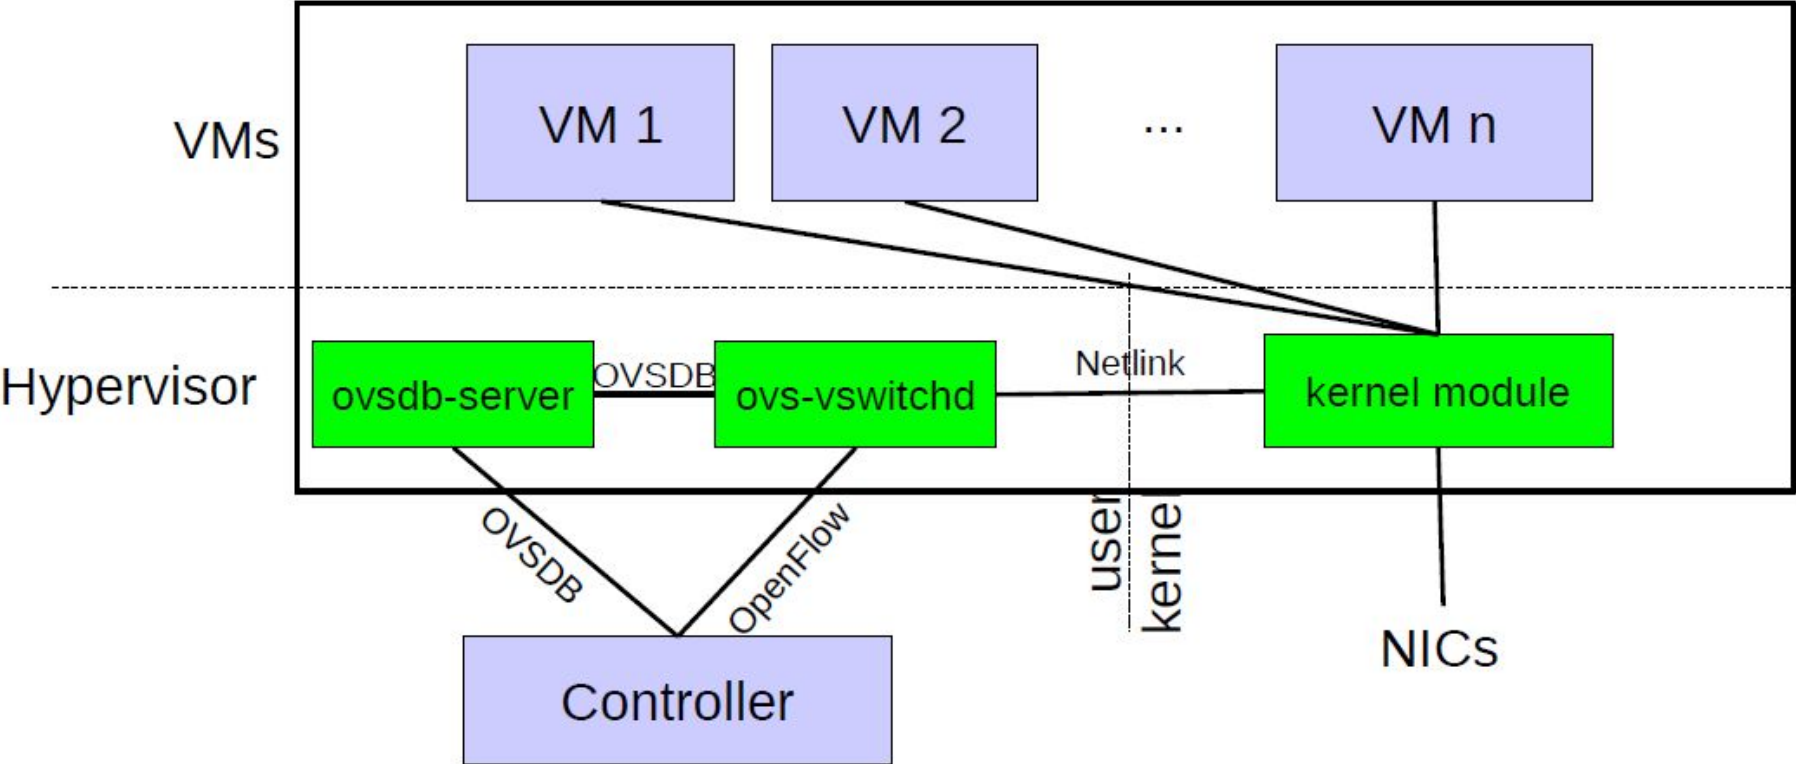 VMs
VM 1
VM 2
...
VM n
Hypervisor
ovsdb-server
OVSDB
ovs-vswitchd
Netlink
kernel module
OVSDB
OpenFlow
user
kernel
NICs
Controller